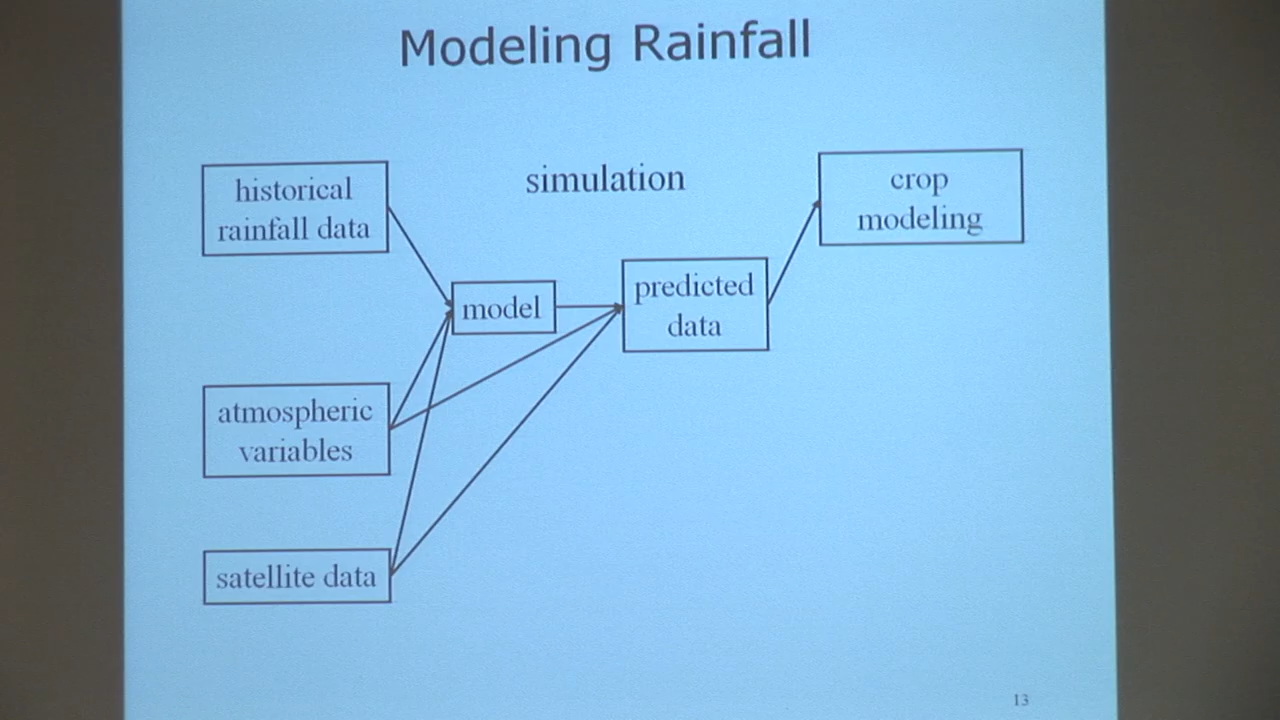 Modeling Rainfall
historical
rainfall data
simulation
crop
modeling
model
predicted
data
atmospheric
variables
satellite data
13